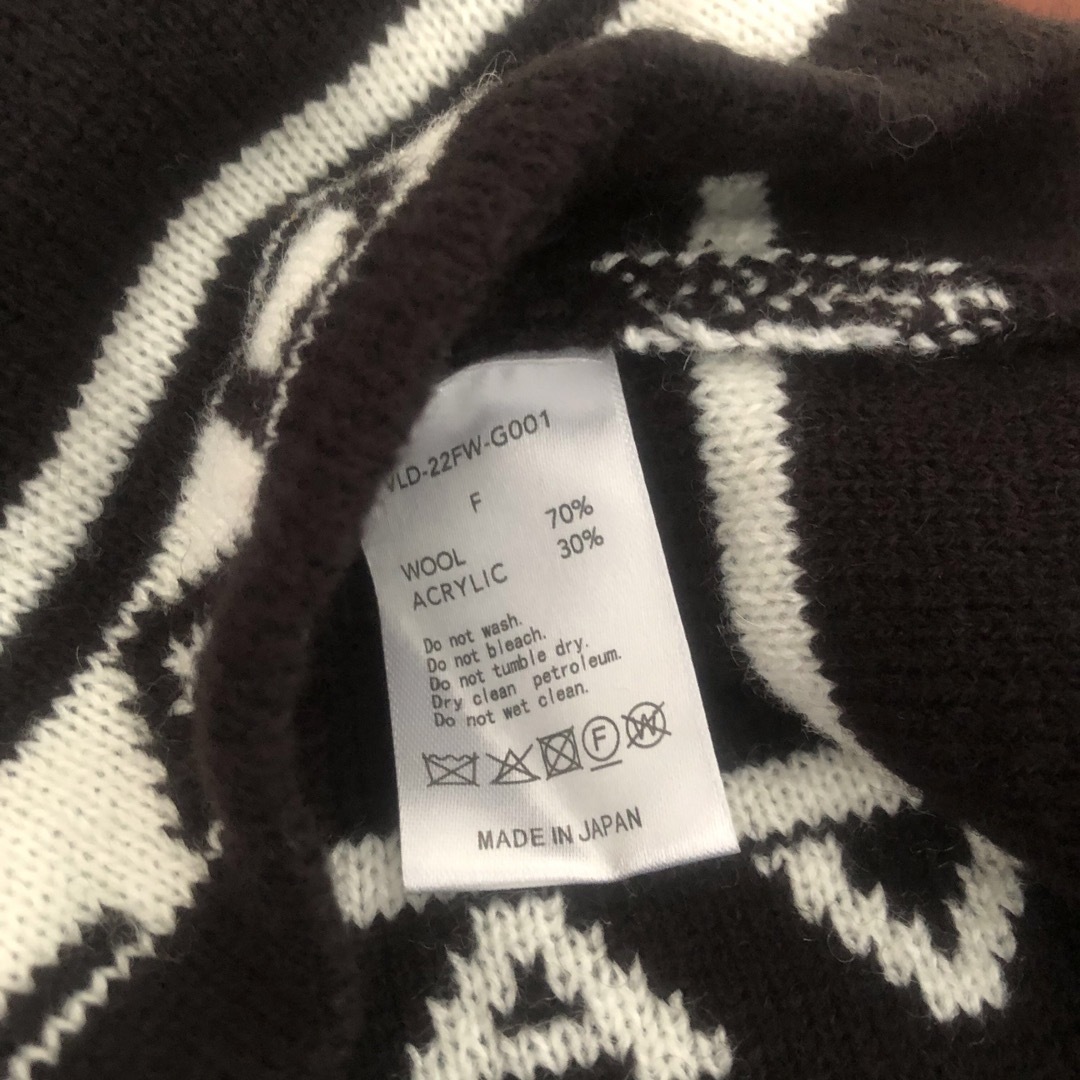 VLD-22FW-G001
F
WOOL 70%
ACRYLIC 30%
Do not wash.
Do not bleach.
Do not tumble dry.
Dry clean petroleum.
Do not wet clean.
F W
MADE IN JAPAN
A